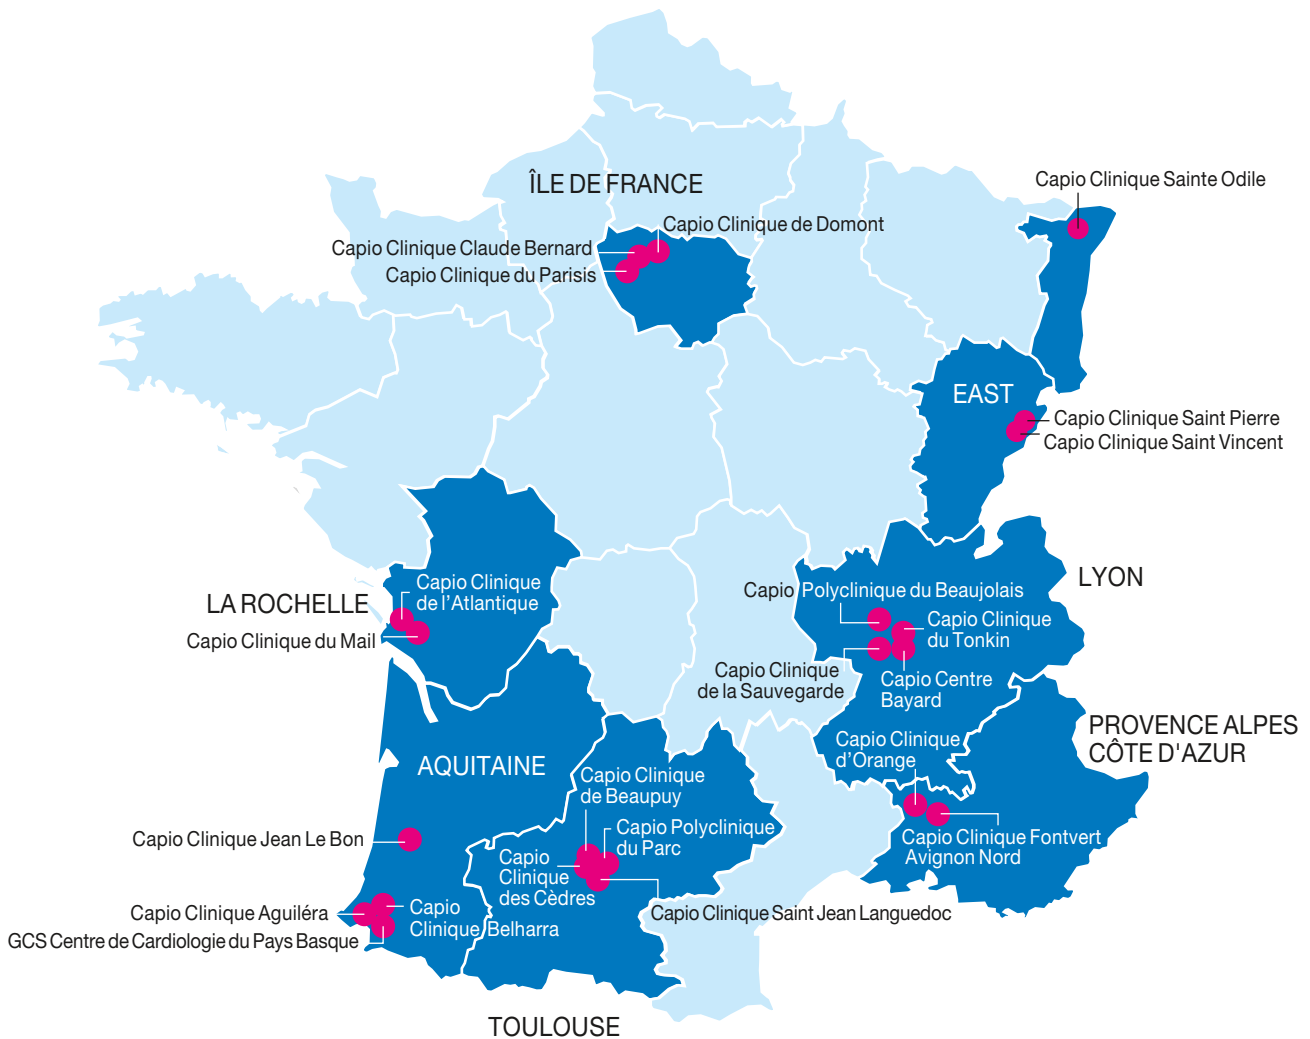 ÎLE DE FRANCE
Capio Clinique Sainte Odile
Capio Clinique de Domont
Capio Clinique Claude Bernard
Capio Clinique du Parisis
EAST
Capio Clinique Saint Pierre
Capio Clinique Saint Vincent
LA ROCHELLE
Capio Clinique
de l'Atlantique
Capio Clinique du Mail
LYON
Capio Polyclinique du Beaujolais
Capio Clinique
du Tonkin
Capio Clinique
de la Sauvegarde
Capio Centre
Bayard
PROVENCE ALPES
CÔTE D'AZUR
Capio Clinique
d'Orange
Capio Clinique Fontvert
Avignon Nord
AQUITAINE
Capio Clinique
de Beaupuy
Capio Polyclinique
du Parc
Capio
Clinique
des Cèdres
Capio Clinique Saint Jean Languedoc
Capio Clinique Jean Le Bon
Capio Clinique Aguiléra
Capio
Clinique Belharra
GCS Centre de Cardiologie du Pays Basque
TOULOUSE